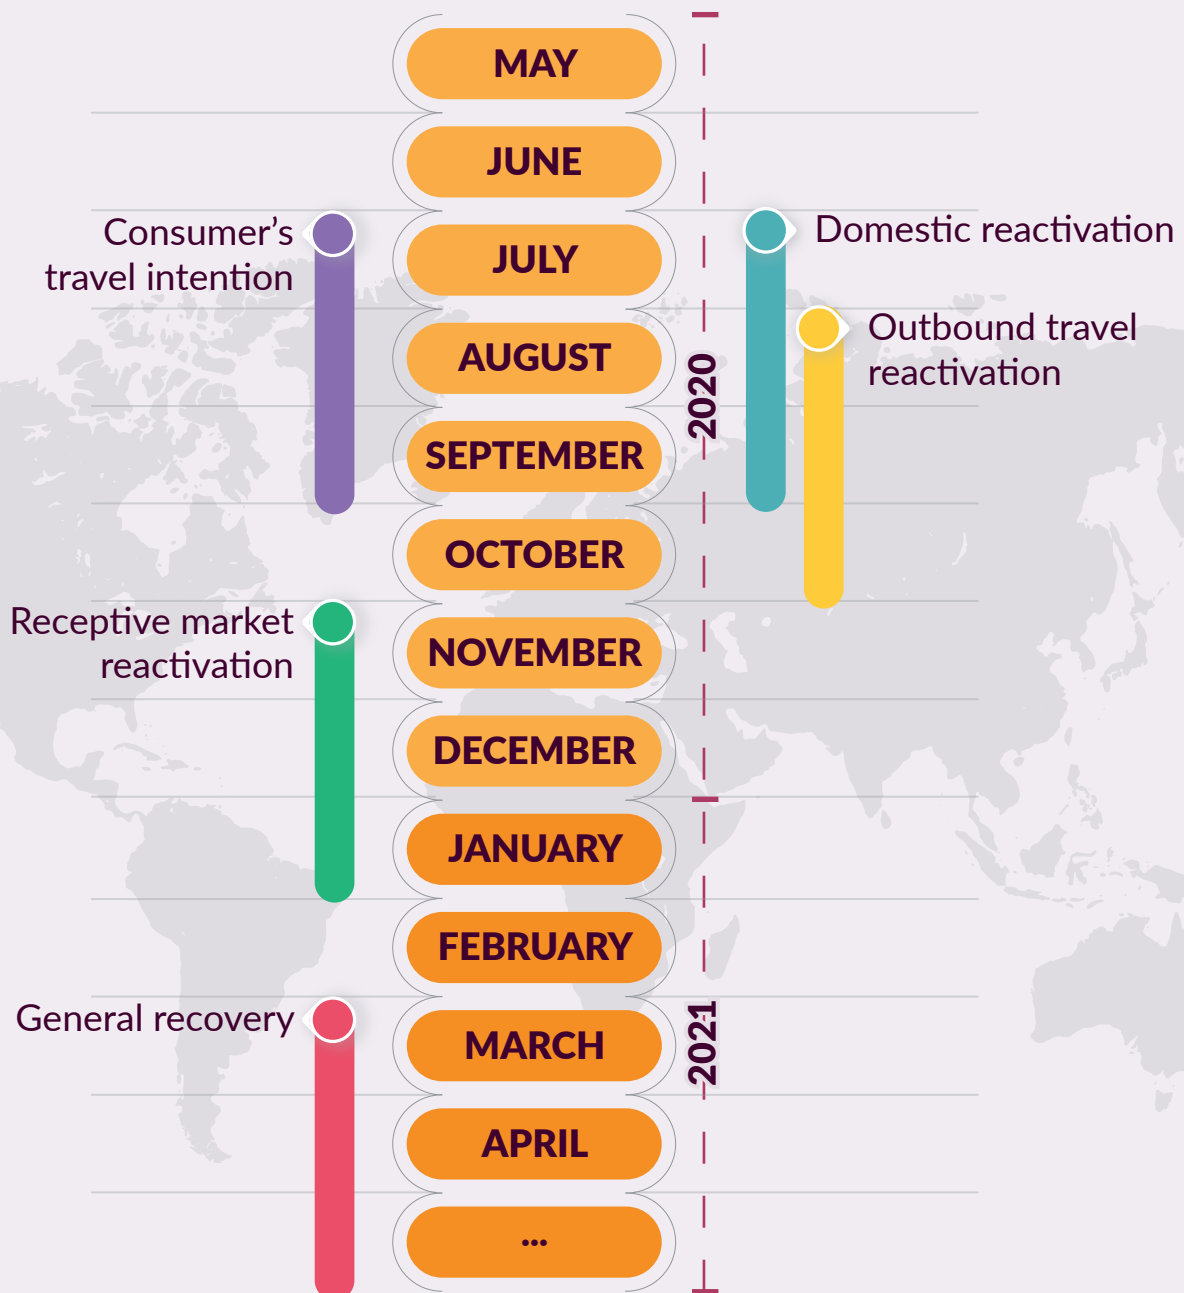 MAY
JUNE
Consumer’s
travel intention
JULY
Domestic reactivation
Outbound travel
reactivation
AUGUST
2020
SEPTEMBER
OCTOBER
Receptive market
reactivation
NOVEMBER
DECEMBER
JANUARY
FEBRUARY
General recovery
MARCH
2021
APRIL
...